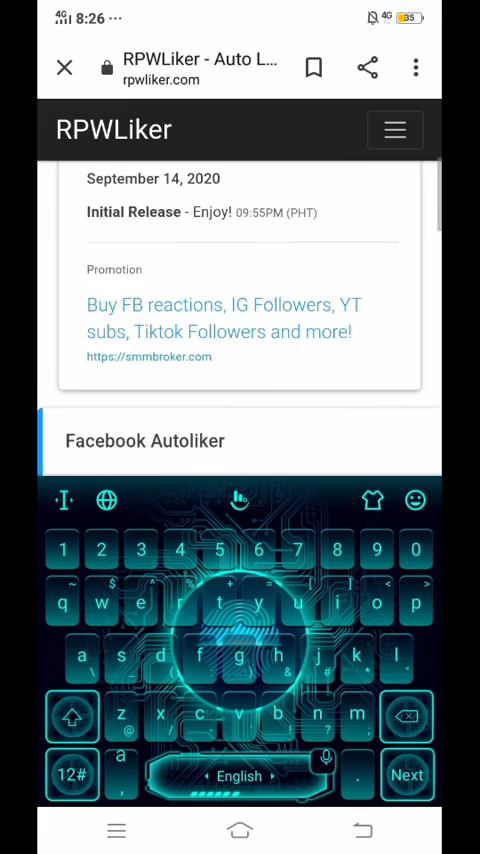 4G 8:26 ··· 4G 35
RPWLiker - Auto L...
rpwliker.com
RPWLiker
September 14, 2020
Initial Release - Enjoy! 09:55PM (PHT)
Promotion
Buy FB reactions, IG Followers, YT
subs, Tiktok Followers and more!
https://smmbroker.com
Facebook Autoliker
1 2 3 4 5 6 7 8 9 0
~ $ ^ % + = [ ] < >
q w e r t y u i o p
a s d f g h j k l
\ _ ( & # * "
z x c v b n m
@ / ! ? ;
12# a , English . Next